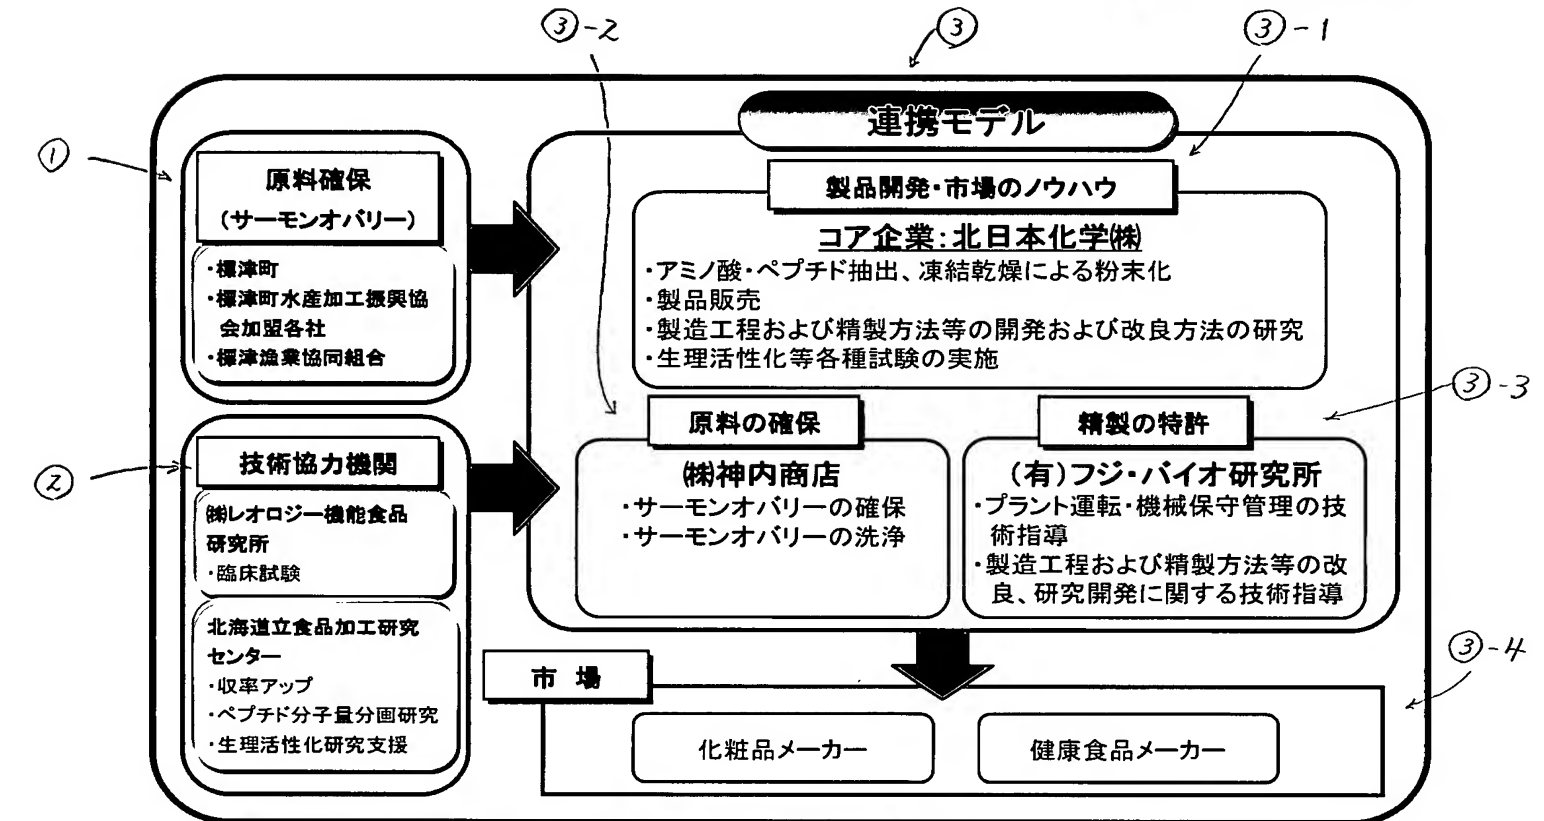 ③-2
③
③-1
連携モデル
①
原料確保
(サーモンオバリー)
・標津町
・標津町水産加工振興協
会加盟各社
・標津漁業協同組合
製品開発・市場のノウハウ
コア企業:北日本化学㈱
・アミノ酸・ペプチド抽出、凍結乾燥による粉末化
・製品販売
・製造工程および精製方法等の開発および改良方法の研究
・生理活性化等各種試験の実施
③-3
②
技術協力機関
㈱レオロジー機能食品
研究所
・臨床試験
北海道立食品加工研究
センター
・収率アップ
・ペプチド分子量分画研究
・生理活性化研究支援
原料の確保
㈱神内商店
・サーモンオバリーの確保
・サーモンオバリーの洗浄
精製の特許
(有)フジ・バイオ研究所
・プラント運転・機械保守管理の技
術指導
・製造工程および精製方法等の改
良、研究開発に関する技術指導
③-4
市 場
化粧品メーカー
健康食品メーカー